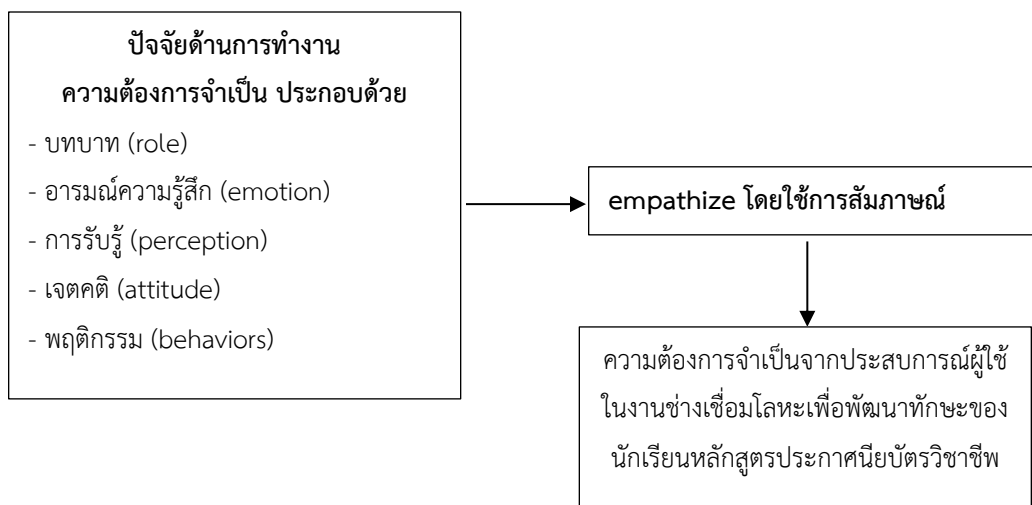 ปัจจัยด้านการทำงาน
ความต้องการจำเป็น ประกอบด้วย
- บทบาท (role)
- อารมณ์ความรู้สึก (emotion)
- การรับรู้ (perception)
- เจตคติ (attitude)
- พฤติกรรม (behaviors)
empathize โดยใช้การสัมภาษณ์
ความต้องการจำเป็นจากประสบการณ์ผู้ใช้
ในงานช่างเชื่อมโลหะเพื่อพัฒนาทักษะของ
นักเรียนหลักสูตรประกาศนียบัตรวิชาชีพ